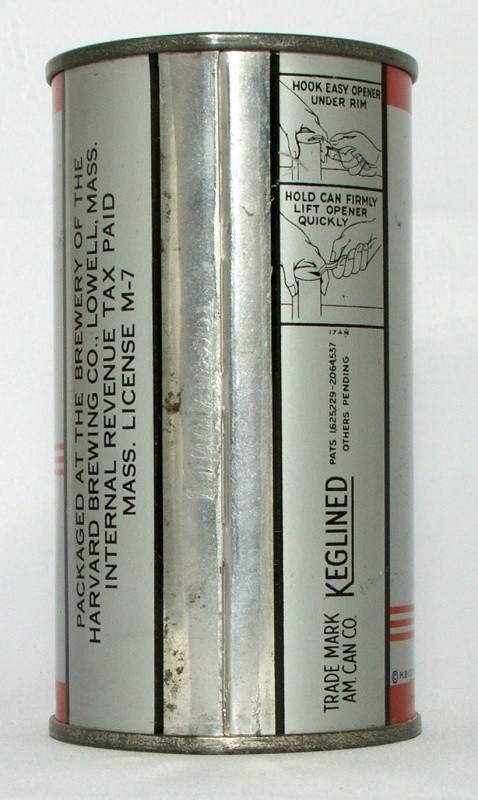 PACKAGED AT THE BREWERY OF THE
HARVARD BREWING CO., LOWELL, MASS.
INTERNAL REVENUE TAX PAID
MASS. LICENSE M-7
HOOK EASY OPENER
UNDER RIM
HOLD CAN FIRMLY
LIFT OPENER
QUICKLY
PATS. 1625229-2064537
OTHERS PENDING
KEGLINED
TRADE MARK
AM. CAN CO.